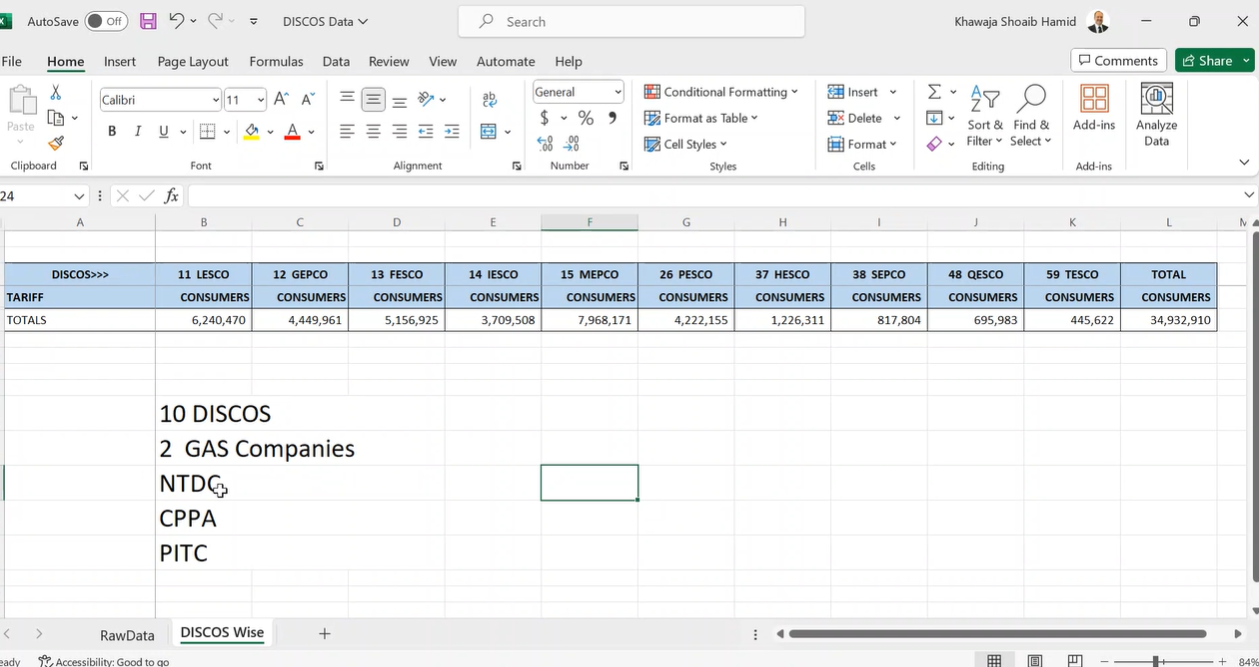 AutoSave Off DISCOS Data Search Khawaja Shoaib Hamid
File Home Insert Page Layout Formulas Data Review View Automate Help Comments Share
Calibri 11 General Conditional Formatting Insert
Paste B I U $ % Format as Table Delete Sort & Find & Add-ins Analyze
Cell Styles Format Filter Select Data
Clipboard Font Alignment Number Styles Cells Editing Add-ins
24 fx
A B C D E F G H I J K L M
DISCOS>>> 11 LESCO 12 GEPCO 13 FESCO 14 IESCO 15 MEPCO 26 PESCO 37 HESCO 38 SEPCO 48 QESCO 59 TESCO TOTAL
TARIFF CONSUMERS CONSUMERS CONSUMERS CONSUMERS CONSUMERS CONSUMERS CONSUMERS CONSUMERS CONSUMERS CONSUMERS CONSUMERS
TOTALS 6,240,470 4,449,961 5,156,925 3,709,508 7,968,171 4,222,155 1,226,311 817,804 695,983 445,622 34,932,910
10 DISCOS
2 GAS Companies
NTDC
CPPA
PITC
RawData DISCOS Wise
eady Accessibility: Good to go 84%